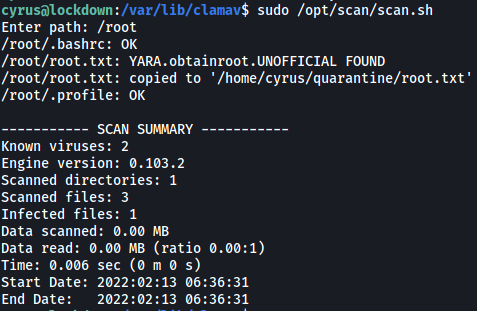 cyrus@lockdown:/var/lib/clamav$ sudo /opt/scan/scan.sh
Enter path: /root
/root/.bashrc: OK
/root/root.txt: YARA.obtainroot.UNOFFICIAL FOUND
/root/root.txt: copied to '/home/cyrus/quarantine/root.txt'
/root/.profile: OK
----------- SCAN SUMMARY -----------
Known viruses: 2
Engine version: 0.103.2
Scanned directories: 1
Scanned files: 3
Infected files: 1
Data scanned: 0.00 MB
Data read: 0.00 MB (ratio 0.00:1)
Time: 0.006 sec (0 m 0 s)
Start Date: 2022:02:13 06:36:31
End Date:   2022:02:13 06:36:31